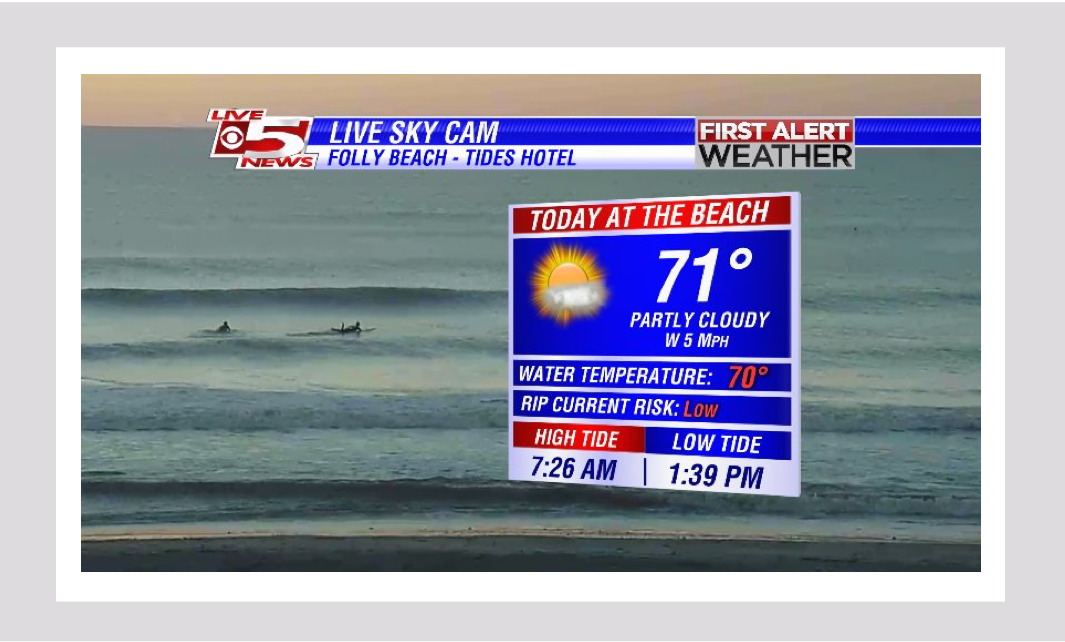 LIVE
5
NEWS
LIVE SKY CAM
FOLLY BEACH - TIDES HOTEL
FIRST ALERT
WEATHER
TODAY AT THE BEACH
71°
PARTLY CLOUDY
W 5 MPH
WATER TEMPERATURE: 70°
RIP CURRENT RISK: LOW
HIGH TIDE LOW TIDE
7:26 AM | 1:39 PM